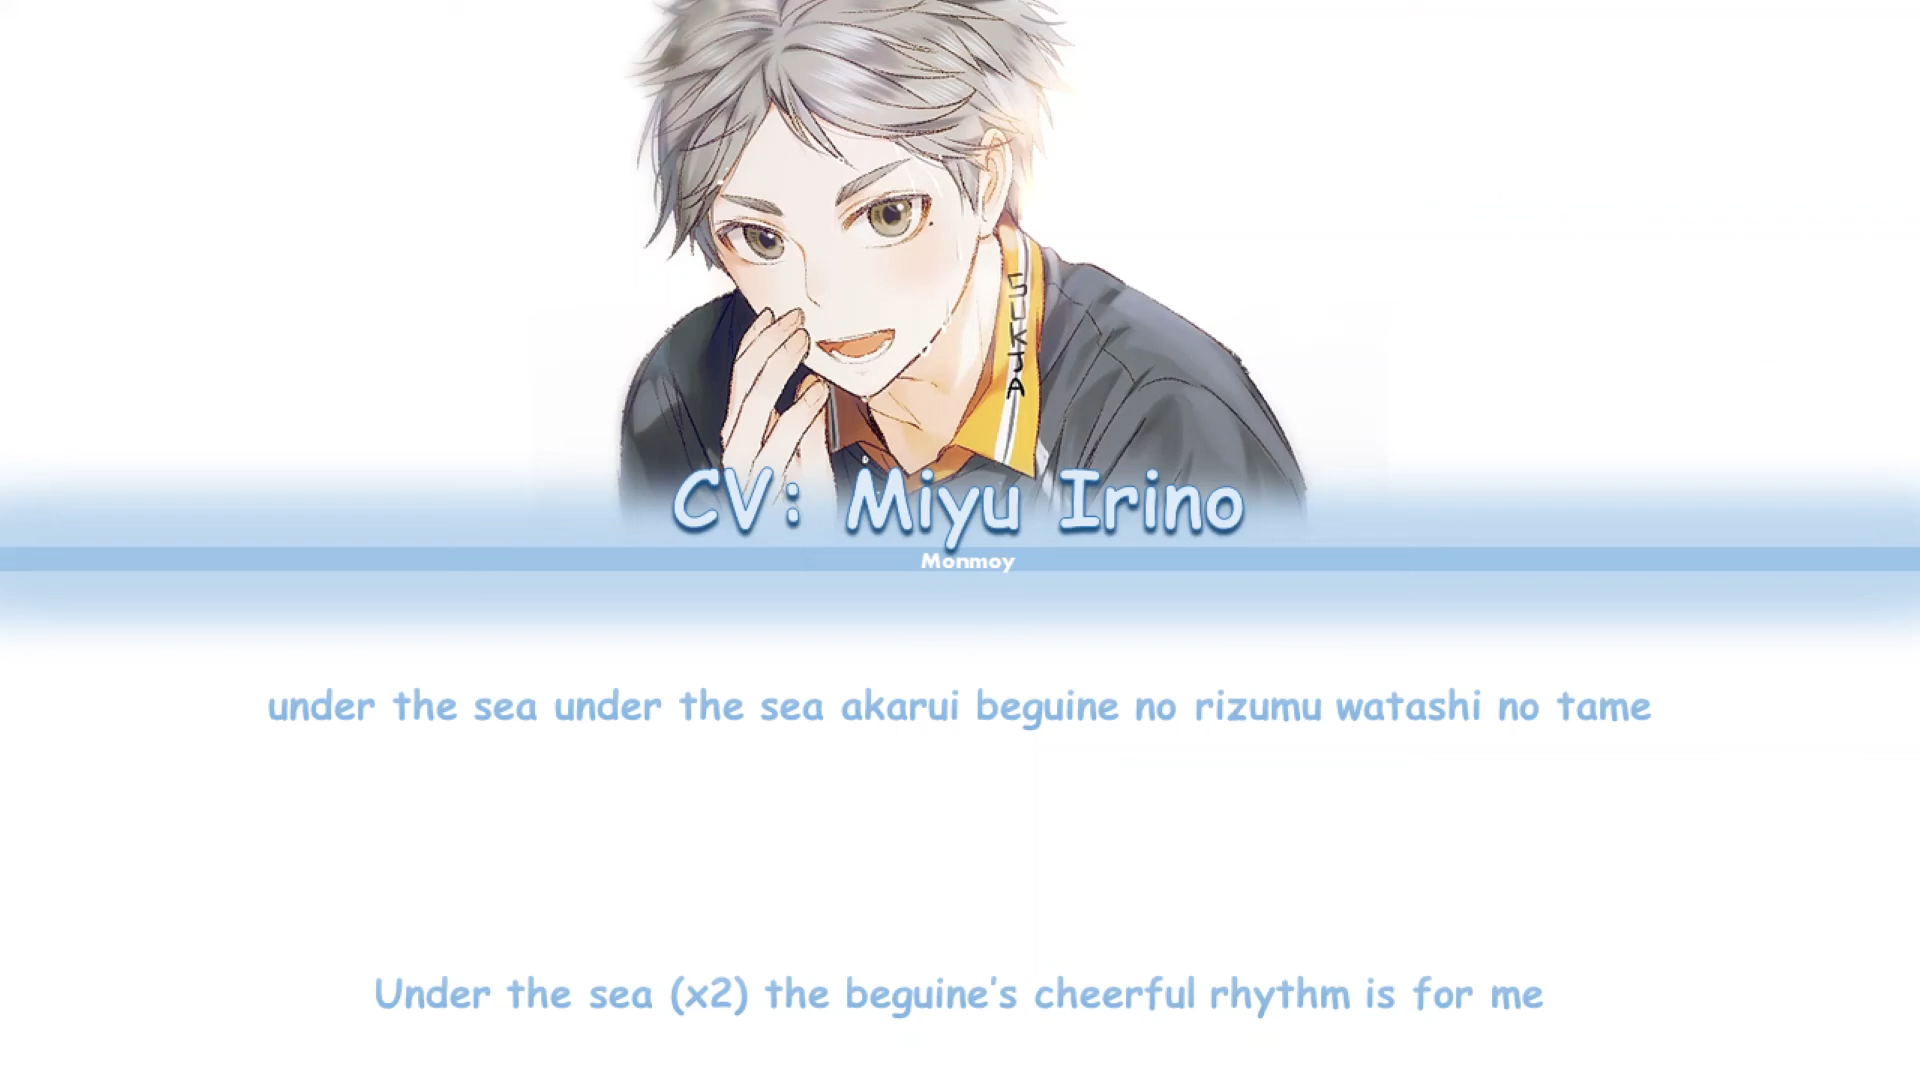 SUKJA
CV: Miyu Irino
Monmoy
under the sea under the sea akarui beguine no rizumu watashi no tame
Under the sea (x2) the beguine's cheerful rhythm is for me